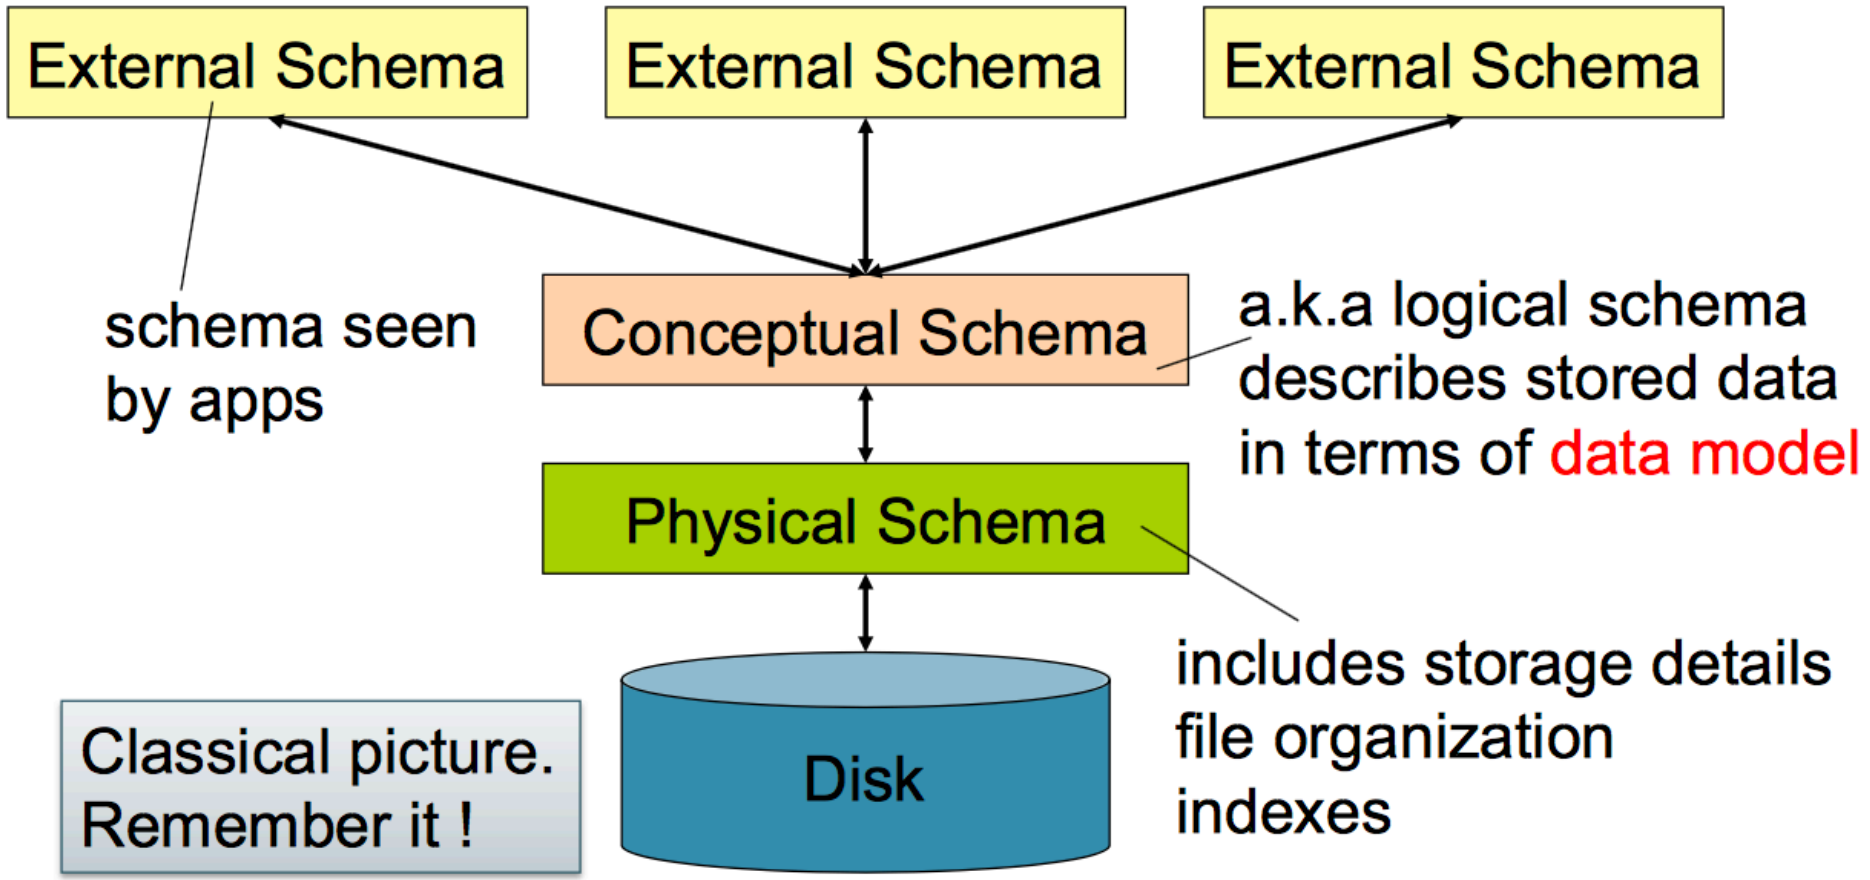 External Schema
External Schema
External Schema
schema seen
by apps
Conceptual Schema
a.k.a logical schema
describes stored data
in terms of data model
Physical Schema
includes storage details
file organization
indexes
Disk
Classical picture.
Remember it !